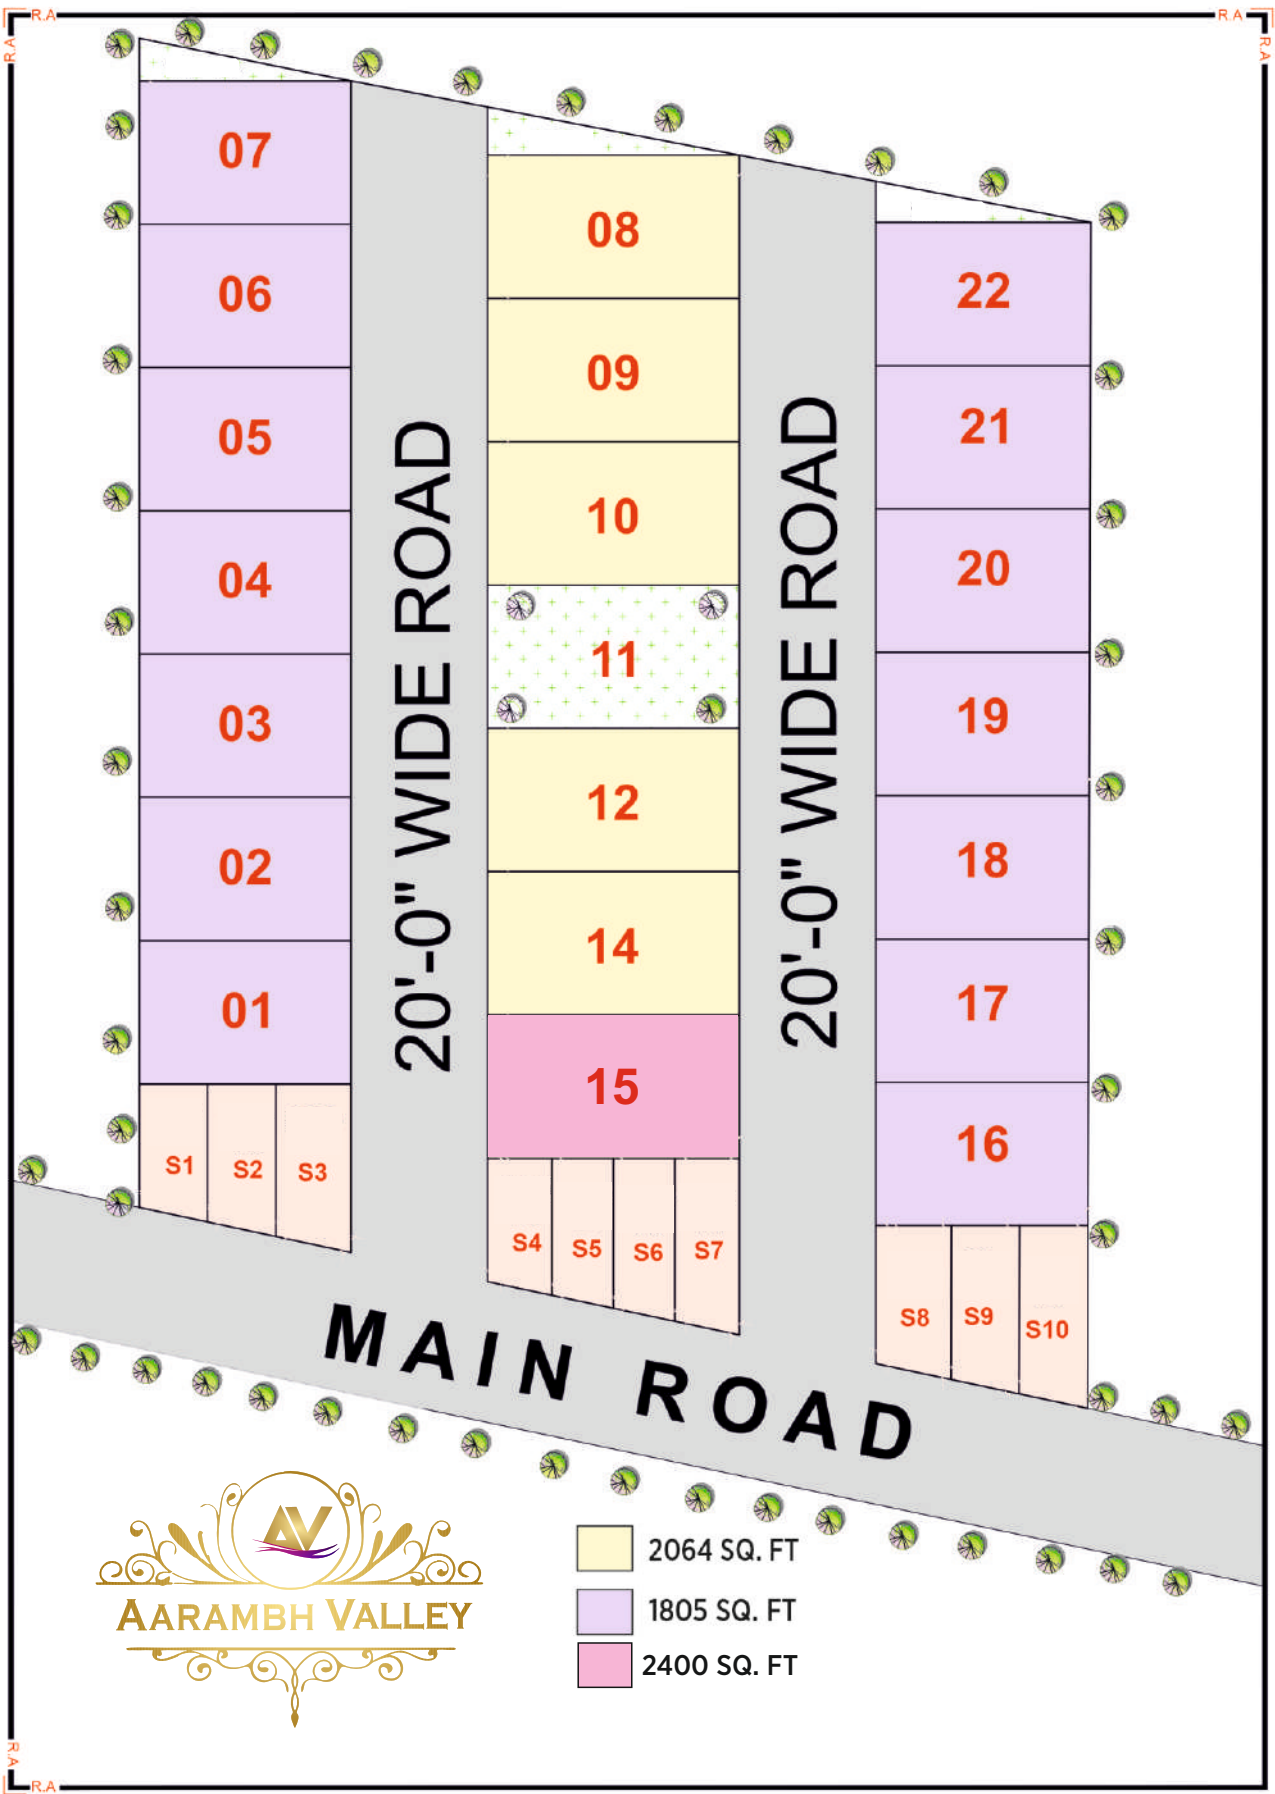 R.A
R.A
R.A
R.A
07
06
05
04
03
02
01
S1
S2
S3
20'-0" WIDE ROAD
08
09
10
11
12
14
15
S4
S5
S6
S7
20'-0" WIDE ROAD
22
21
20
19
18
17
16
S8
S9
S10
MAIN ROAD
AV
AARAMBH VALLEY
2064 SQ. FT
1805 SQ. FT
2400 SQ. FT
R.A
R.A